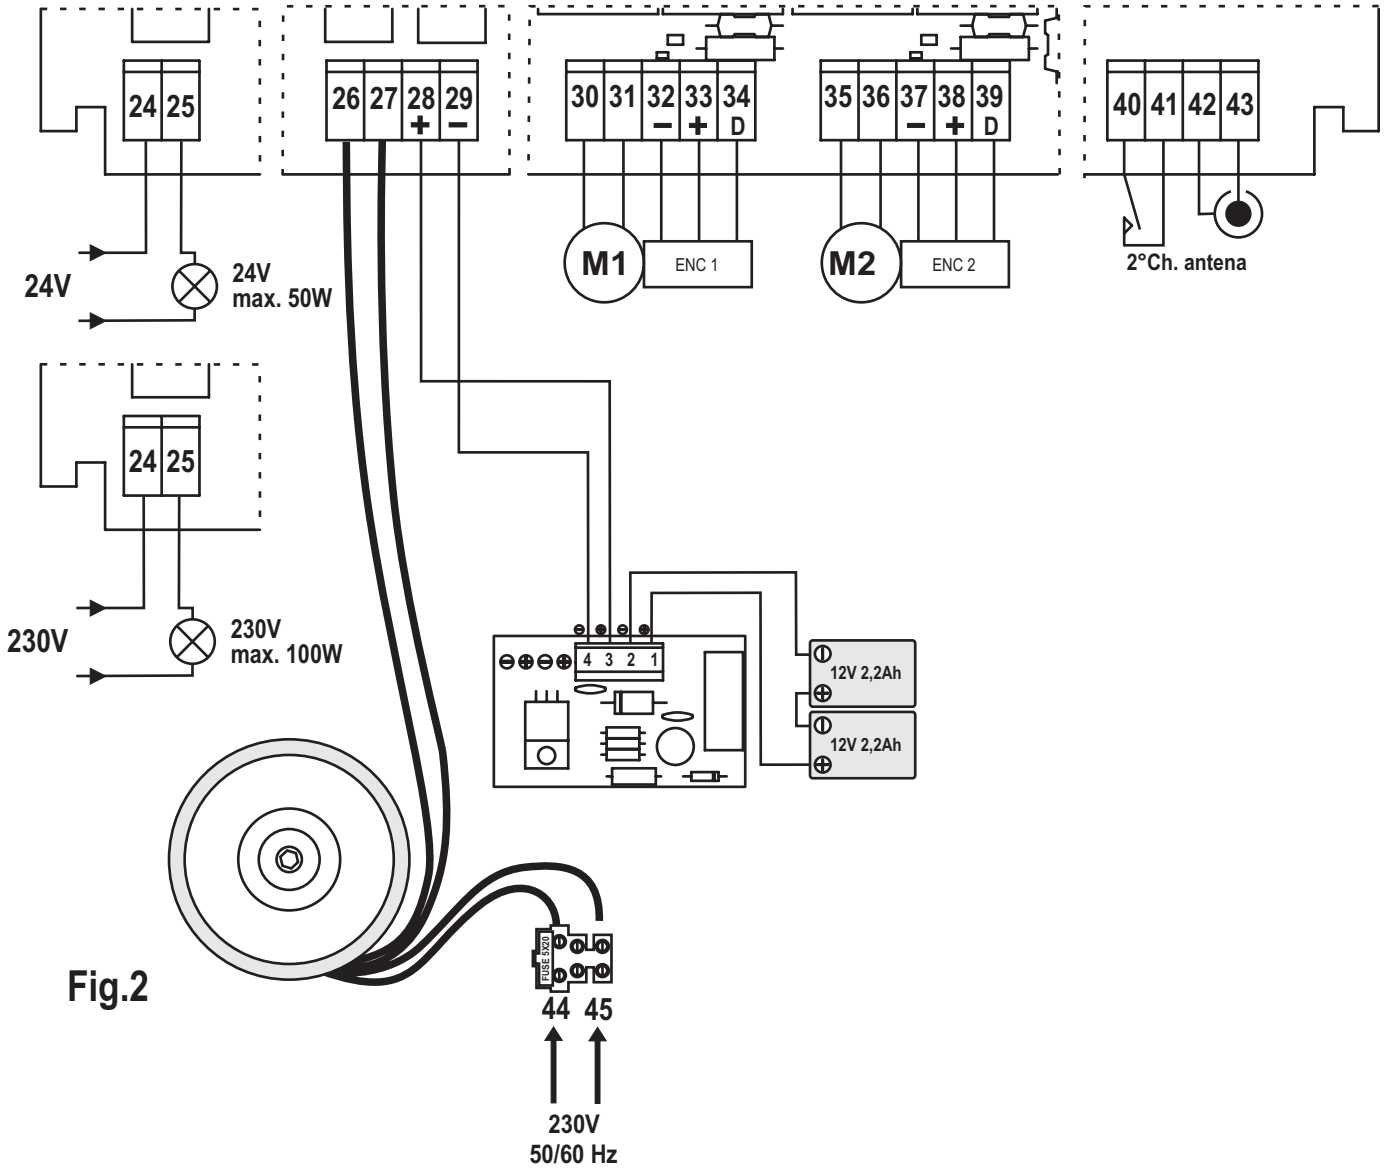 24 25
26 27 28 29
+ −
30 31 32 33 34
− + D
35 36 37 38 39
− + D
40 41 42 43
M1 ENC 1
M2 ENC 2
2°Ch. antena
24V
24V
max. 50W
24 25
230V
230V
max. 100W
4 3 2 1
12V 2,2Ah
12V 2,2Ah
FUSE 5X20
44 45
Fig.2
230V
50/60 Hz